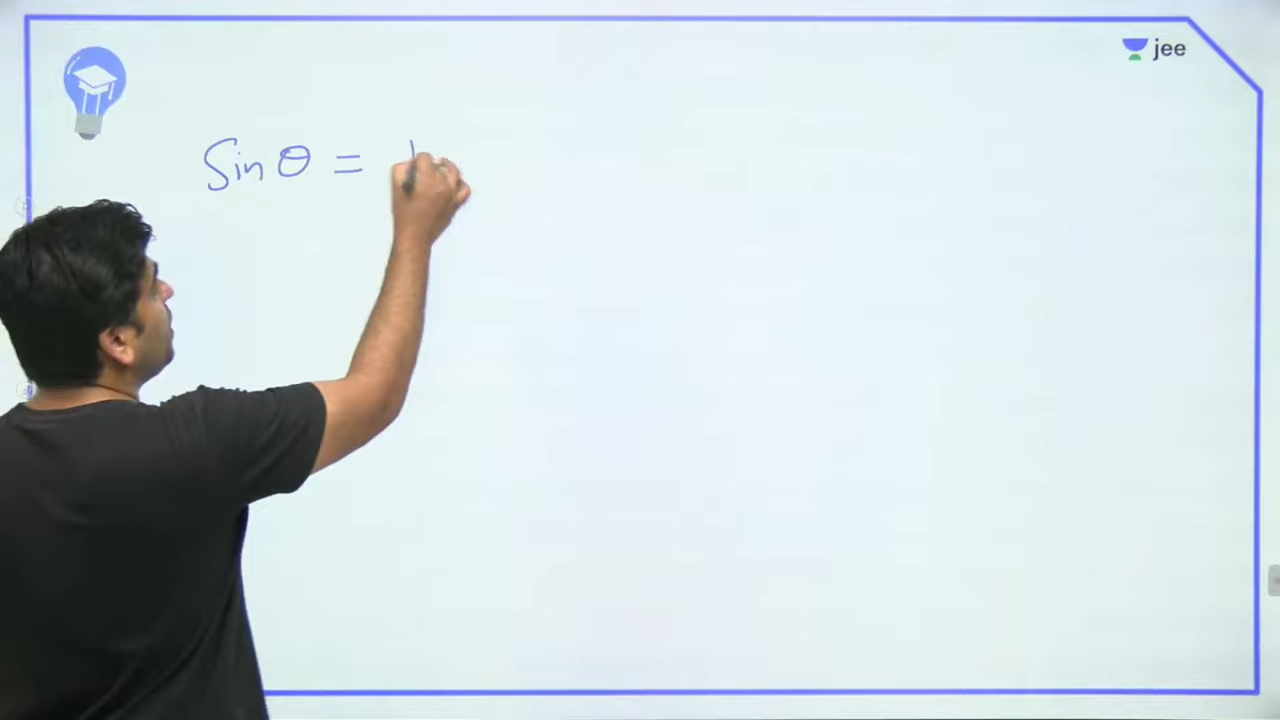 jee
Sin θ =